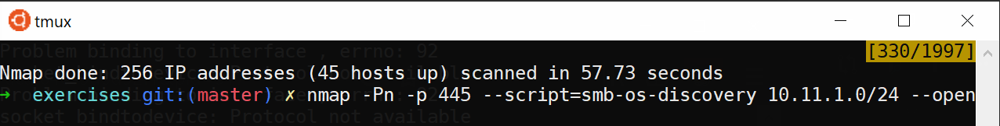 tmux
Problem binding to interface , errno: 92
[330/1997]
Nmap done: 256 IP addresses (45 hosts up) scanned in 57.73 seconds
➜ exercises git:(master) ✗ nmap -Pn -p 445 --script=smb-os-discovery 10.11.1.0/24 --open
socket bindtodevice: Protocol not available